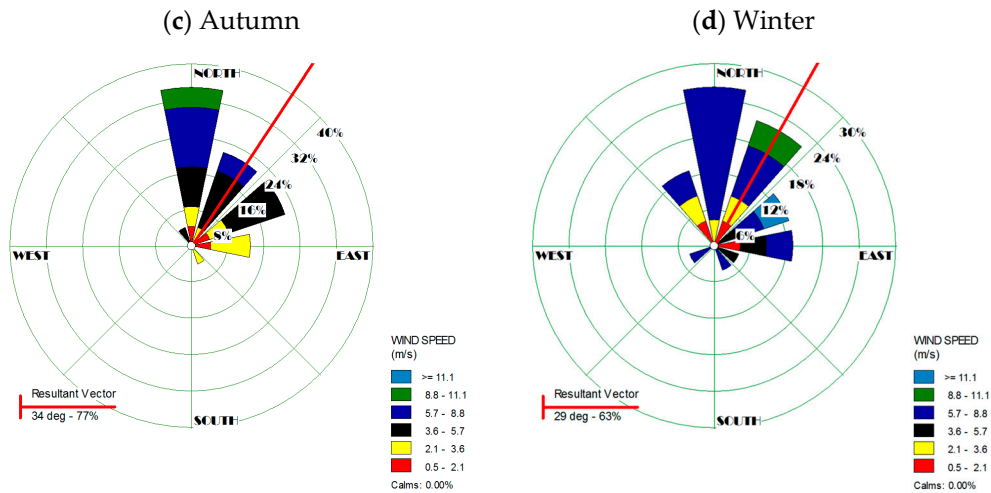 (c) Autumn
NORTH
40%
32%
24%
16%
8%
WEST
EAST
SOUTH
WIND SPEED
(m/s)
>= 11.1
8.8 - 11.1
5.7 - 8.8
3.6 - 5.7
2.1 - 3.6
0.5 - 2.1
Calms: 0.00%
Resultant Vector
34 deg - 77%
(d) Winter
NORTH
30%
24%
18%
12%
6%
WEST
EAST
SOUTH
WIND SPEED
(m/s)
>= 11.1
8.8 - 11.1
5.7 - 8.8
3.6 - 5.7
2.1 - 3.6
0.5 - 2.1
Calms: 0.00%
Resultant Vector
29 deg - 63%